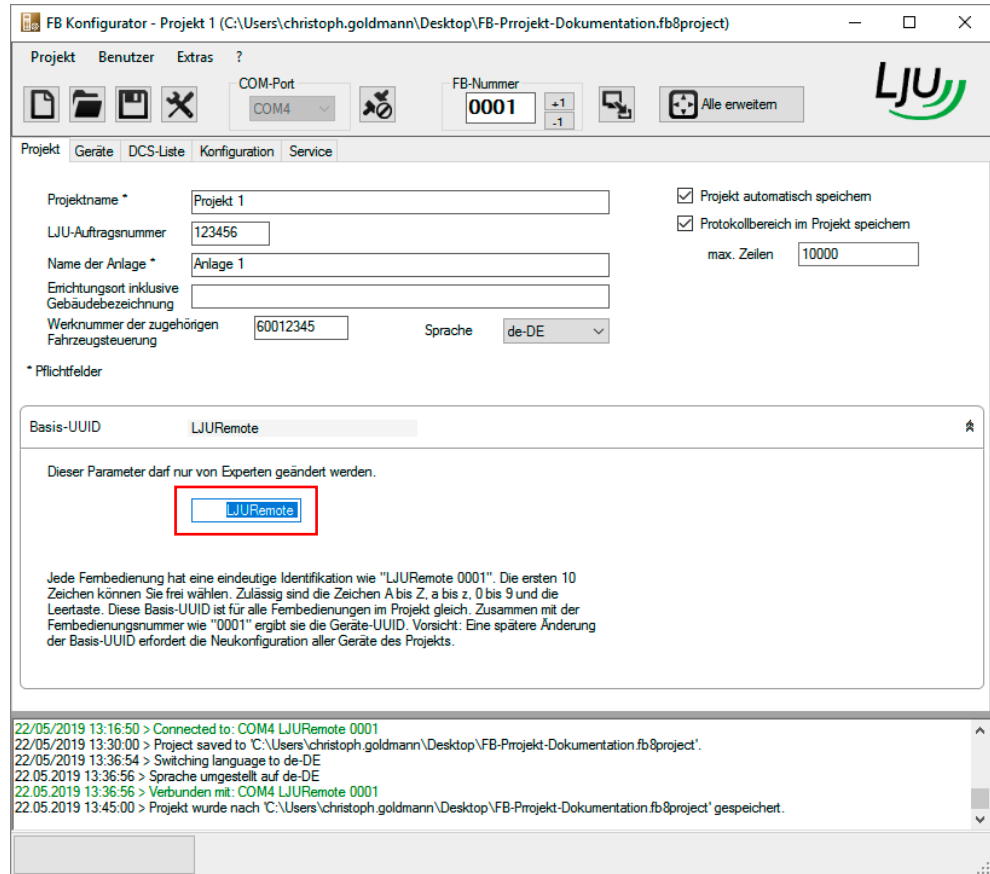 FB Konfigurator - Projekt 1 (C:\Users\christoph.goldmann\Desktop\FB-Prrojekt-Dokumentation.fb8project)
Projekt Benutzer Extras ?
COM-Port
COM4
FB-Nummer
0001
+1
-1
Alle erweitern
LJU
Projekt Geräte DCS-Liste Konfiguration Service
Projektname *
Projekt 1
LJU-Auftragsnummer
123456
Name der Anlage *
Anlage 1
Errichtungsort inklusive
Gebäudebezeichnung
Werknummer der zugehörigen
Fahrzeugsteuerung
60012345
Sprache
de-DE
Projekt automatisch speichern
Protokollbereich im Projekt speichern
max. Zeilen
10000
* Pflichtfelder
Basis-UUID
LJURemote
Dieser Parameter darf nur von Experten geändert werden.
LJURemote
Jede Fernbedienung hat eine eindeutige Identifikation wie "LJURemote 0001". Die ersten 10
Zeichen können Sie frei wählen. Zulässig sind die Zeichen A bis Z, a bis z, 0 bis 9 und die
Leertaste. Diese Basis-UUID ist für alle Fernbedienungen im Projekt gleich. Zusammen mit der
Fernbedienungsnummer wie "0001" ergibt sie die Geräte-UUID. Vorsicht: Eine spätere Änderung
der Basis-UUID erfordert die Neukonfiguration aller Geräte des Projekts.
22/05/2019 13:16:50 > Connected to: COM4 LJURemote 0001
22/05/2019 13:30:00 > Project saved to 'C:\Users\christoph.goldmann\Desktop\FB-Prrojekt-Dokumentation.fb8project'.
22/05/2019 13:36:54 > Switching language to de-DE
22.05.2019 13:36:56 > Sprache umgestellt auf de-DE
22.05.2019 13:36:56 > Verbunden mit: COM4 LJURemote 0001
22.05.2019 13:45:00 > Projekt wurde nach 'C:\Users\christoph.goldmann\Desktop\FB-Prrojekt-Dokumentation.fb8project' gespeichert.